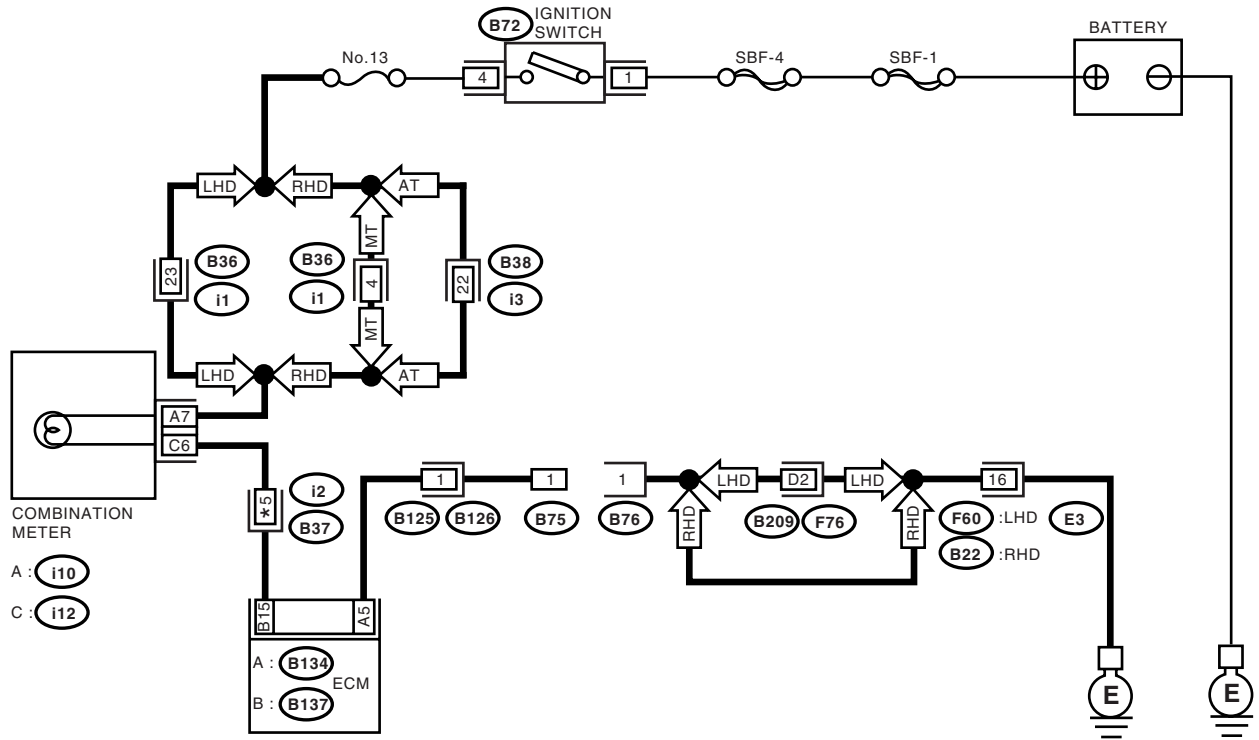 B72
IGNITION
SWITCH
BATTERY
No.13
4
1
SBF-4
SBF-1
LHD
RHD
AT
MT
23
B36
i1
4
B36
i1
22
B38
i3
MT
LHD
RHD
AT
A7
C6
COMBINATION
METER
A : i10
C : i12
*5
i2
B37
1
B125
B126
1
B75
1
B76
LHD
D2
LHD
RHD
RHD
B209
F76
16
F60 :LHD
B22 :RHD
E3
B15
A5
A : B134
ECM
B : B137
E
E